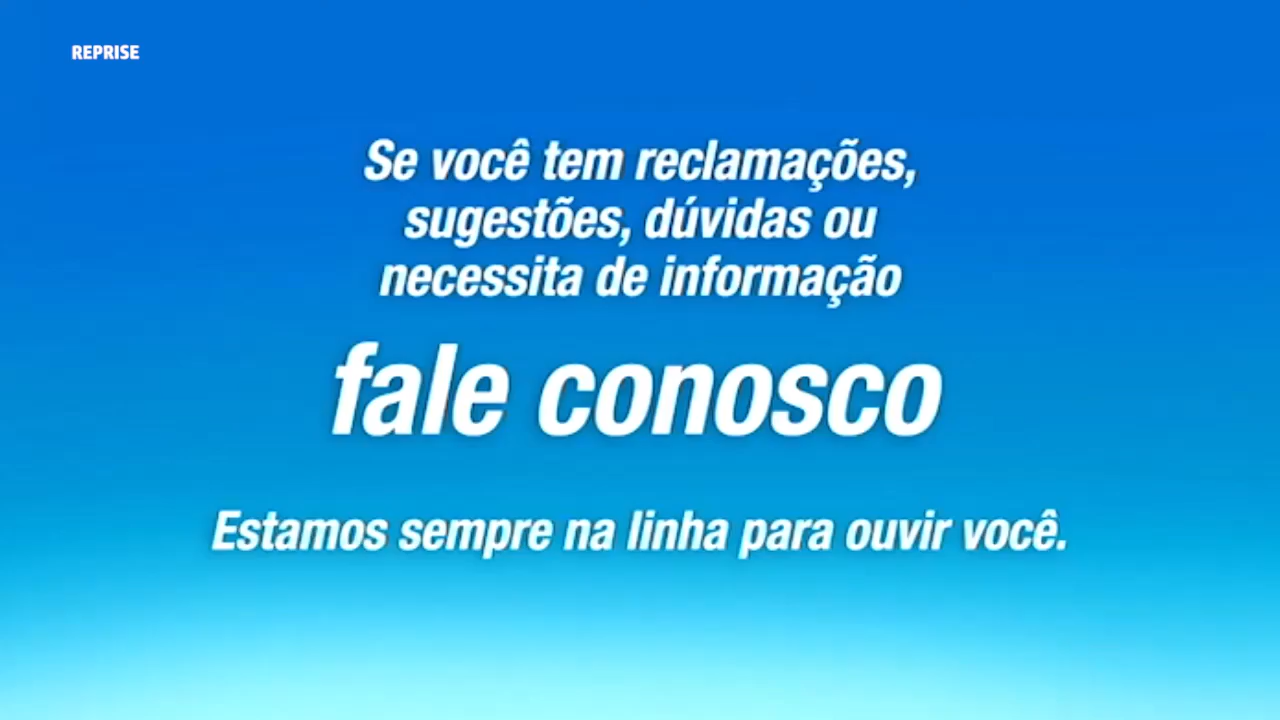 REPRISE
Se você tem reclamações,
sugestões, dúvidas ou
necessita de informação
fale conosco
Estamos sempre na linha para ouvir você.